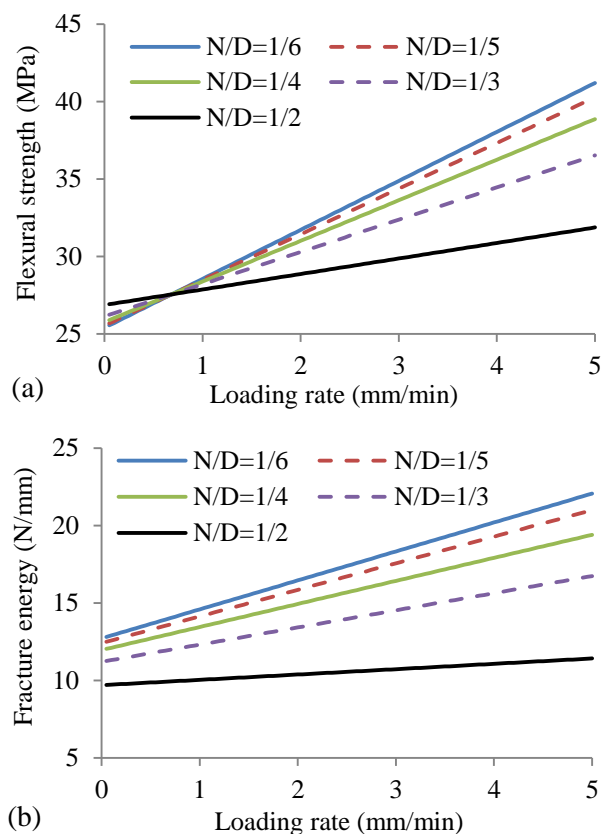 45
40
35
30
25
Flexural strength (MPa)
N/D=1/6 N/D=1/5
N/D=1/4 N/D=1/3
N/D=1/2
0 1 2 3 4 5
Loading rate (mm/min)
(a)
25
20
15
10
5
Fracture energy (N/mm)
N/D=1/6 N/D=1/5
N/D=1/4 N/D=1/3
N/D=1/2
0 1 2 3 4 5
Loading rate (mm/min)
(b)